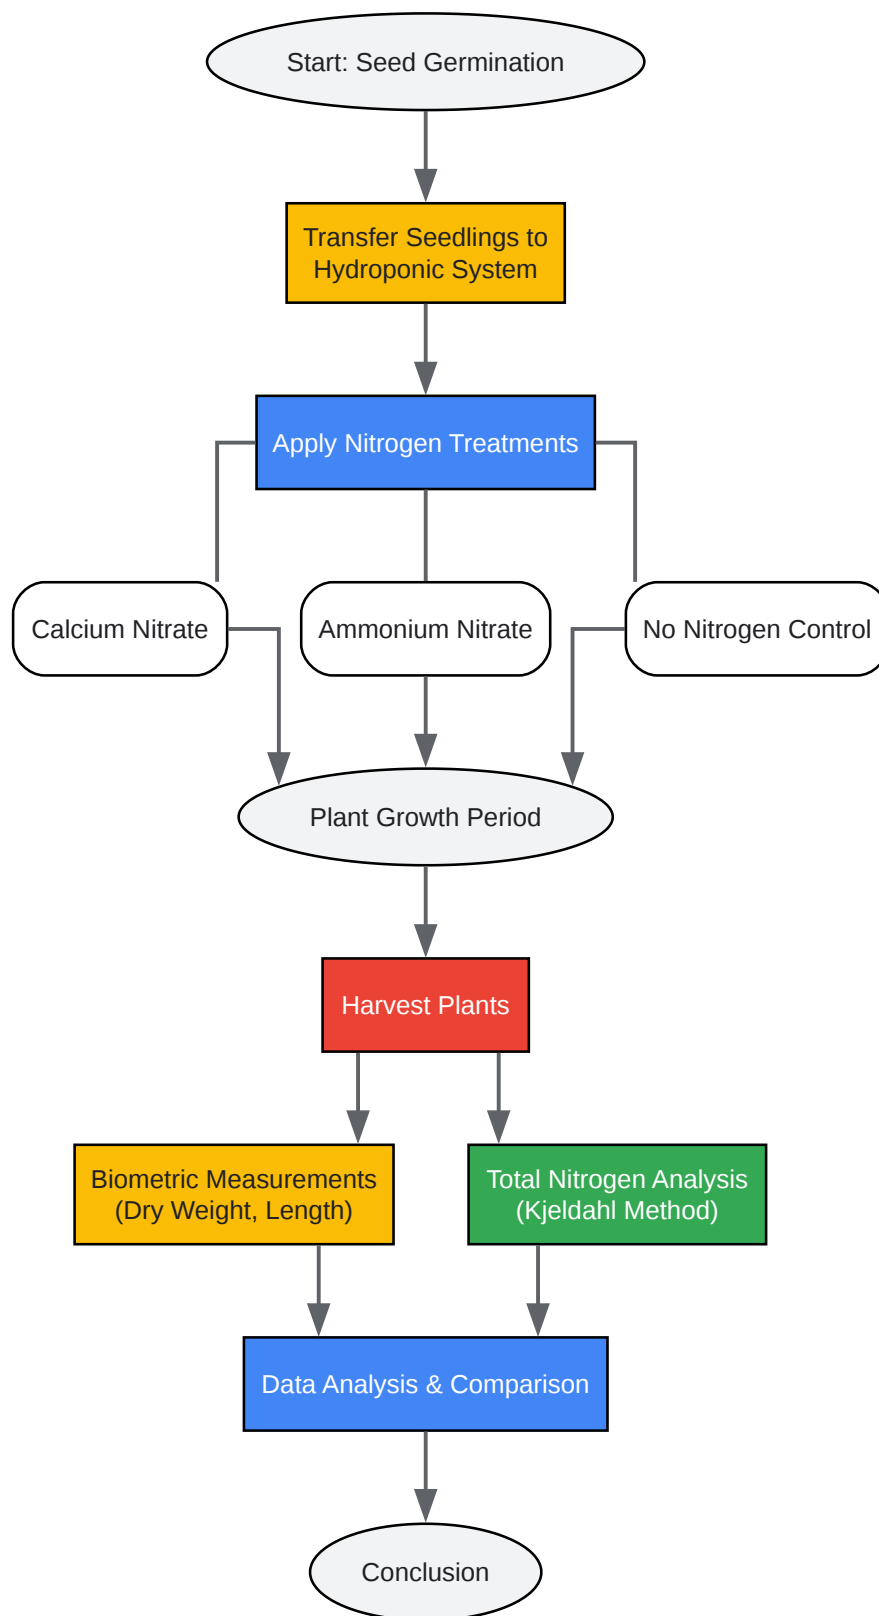 Start: Seed Germination
Transfer Seedlings to
Hydroponic System
Apply Nitrogen Treatments
Calcium Nitrate
Ammonium Nitrate
No Nitrogen Control
Plant Growth Period
Harvest Plants
Biometric Measurements
(Dry Weight, Length)
Total Nitrogen Analysis
(Kjeldahl Method)
Data Analysis & Comparison
Conclusion